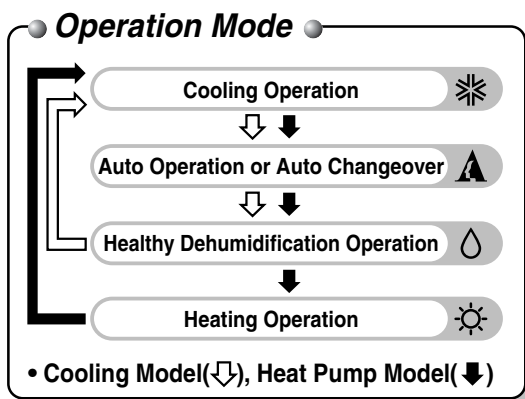 Operation Mode
Cooling Operation
Auto Operation or Auto Changeover
Healthy Dehumidification Operation
Heating Operation
• Cooling Model(⇩), Heat Pump Model(⬇)